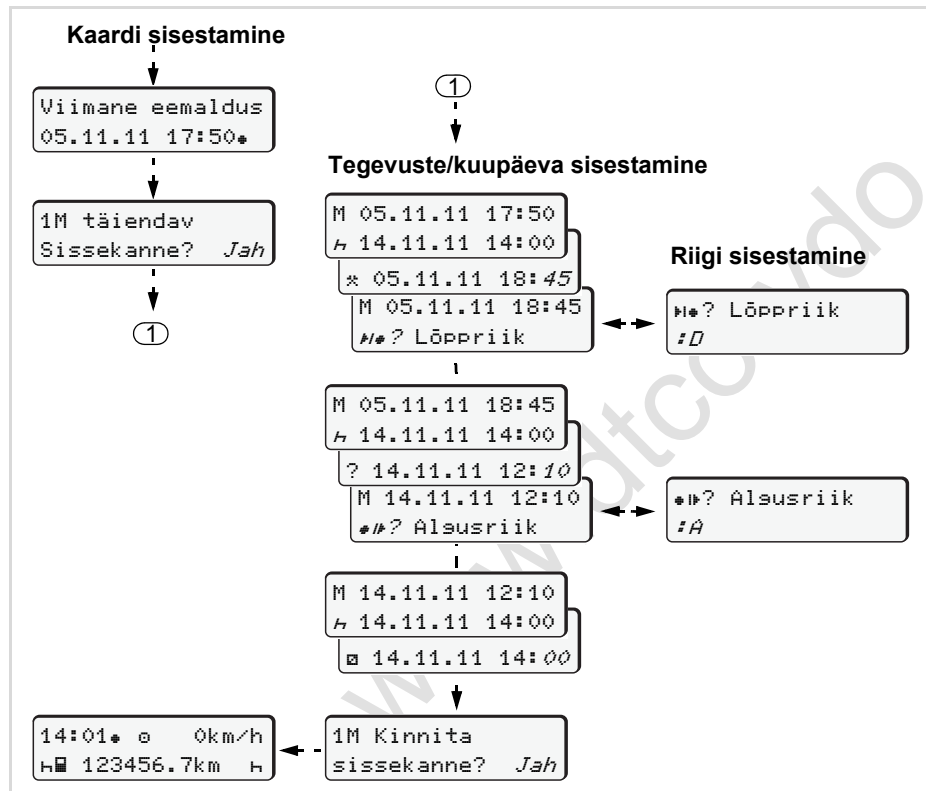 Kaardi sisestamine
Viimane eemaldus
05.11.11 17:50
1M täiendav
Sissekanne? Jah
1
1
Tegevuste/kuupäeva sisestamine
M 05.11.11 17:50
14.11.11 14:00
05.11.11 18:45
M 05.11.11 18:45
? Lõppriik
Riigi sisestamine
? Lõppriik
:D
M 05.11.11 18:45
14.11.11 14:00
? 14.11.11 12:10
M 14.11.11 12:10
? Algusriik
? Algusriik
:A
M 14.11.11 12:10
14.11.11 14:00
14.11.11 14:00
1M Kinnita
sissekanne? Jah
14:01 0km/h
123456.7km